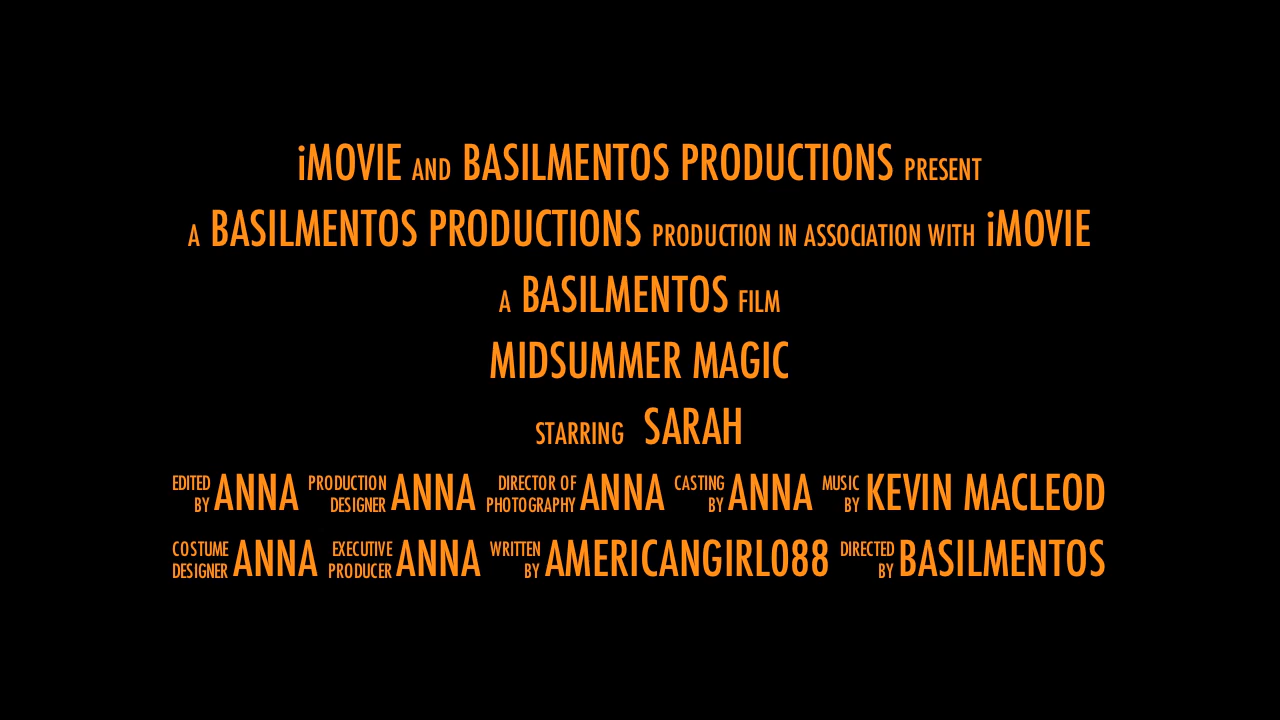 iMOVIE AND BASILMENTOS PRODUCTIONS PRESENT
A BASILMENTOS PRODUCTIONS PRODUCTION IN ASSOCIATION WITH iMOVIE
A BASILMENTOS FILM
MIDSUMMER MAGIC
STARRING SARAH
EDITED BY ANNA PRODUCTION DESIGNER ANNA DIRECTOR OF PHOTOGRAPHY ANNA CASTING BY ANNA MUSIC BY KEVIN MACLEOD
COSTUME DESIGNER ANNA EXECUTIVE PRODUCER ANNA WRITTEN BY AMERICANGIRL088 DIRECTED BY BASILMENTOS